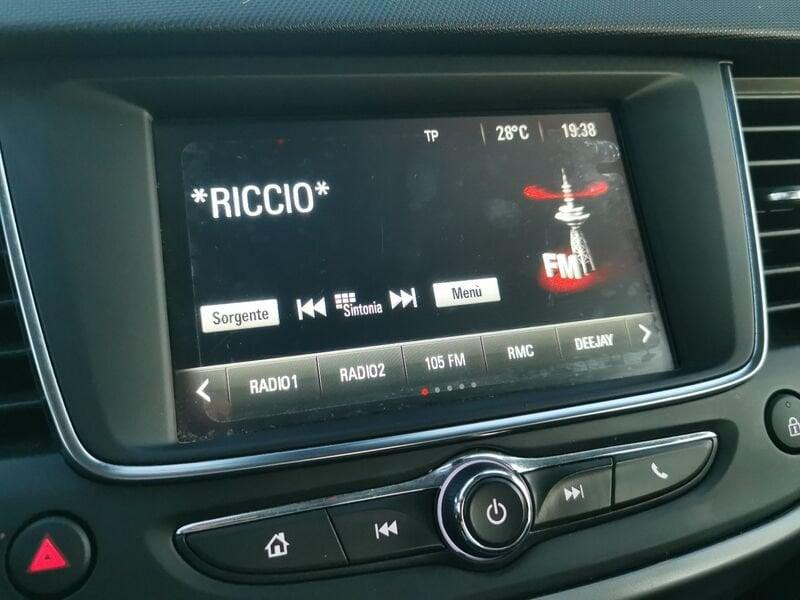 TP 28°C 19:38
*RICCIO*
FM
Sorgente Sintonia Menù
RADIO1 RADIO2 105 FM RMC DEEJAY